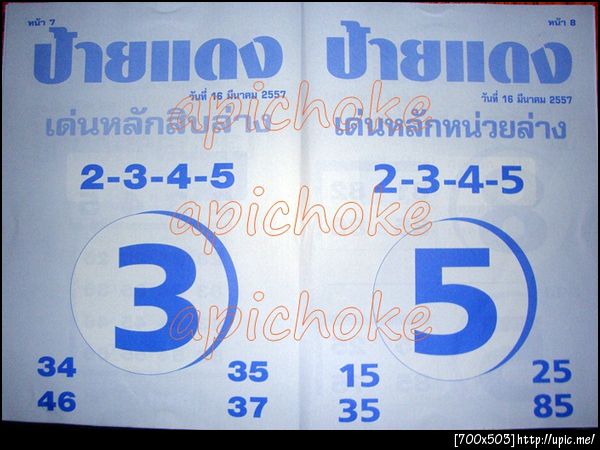 หน้า 7
ป้ายแดง
วันที่ 16 มีนาคม 2557
เด่นหลักสิบล่าง
2-3-4-5
3
34 35
46 37
หน้า 8
ป้ายแดง
วันที่ 16 มีนาคม 2557
เด่นหลักหน่วยล่าง
2-3-4-5
5
15 25
35 85
apichoke
apichoke
apichoke
[700x503] http://upic.me/